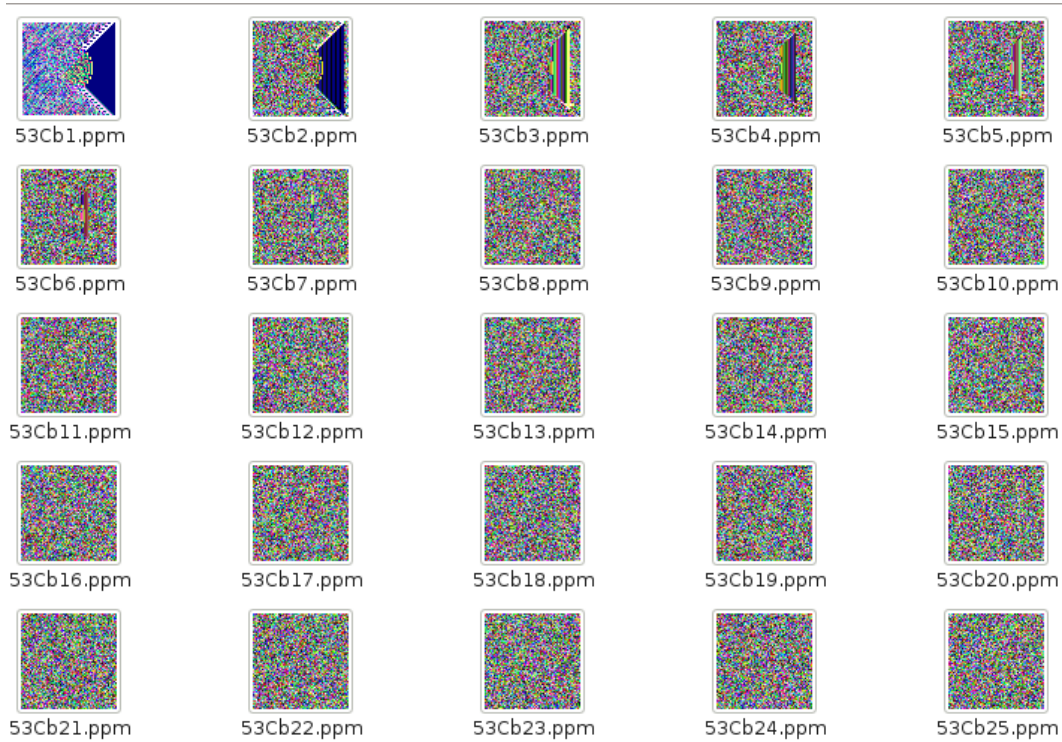 53Cb1.ppm 53Cb2.ppm 53Cb3.ppm 53Cb4.ppm 53Cb5.ppm
53Cb6.ppm 53Cb7.ppm 53Cb8.ppm 53Cb9.ppm 53Cb10.ppm
53Cb11.ppm 53Cb12.ppm 53Cb13.ppm 53Cb14.ppm 53Cb15.ppm
53Cb16.ppm 53Cb17.ppm 53Cb18.ppm 53Cb19.ppm 53Cb20.ppm
53Cb21.ppm 53Cb22.ppm 53Cb23.ppm 53Cb24.ppm 53Cb25.ppm